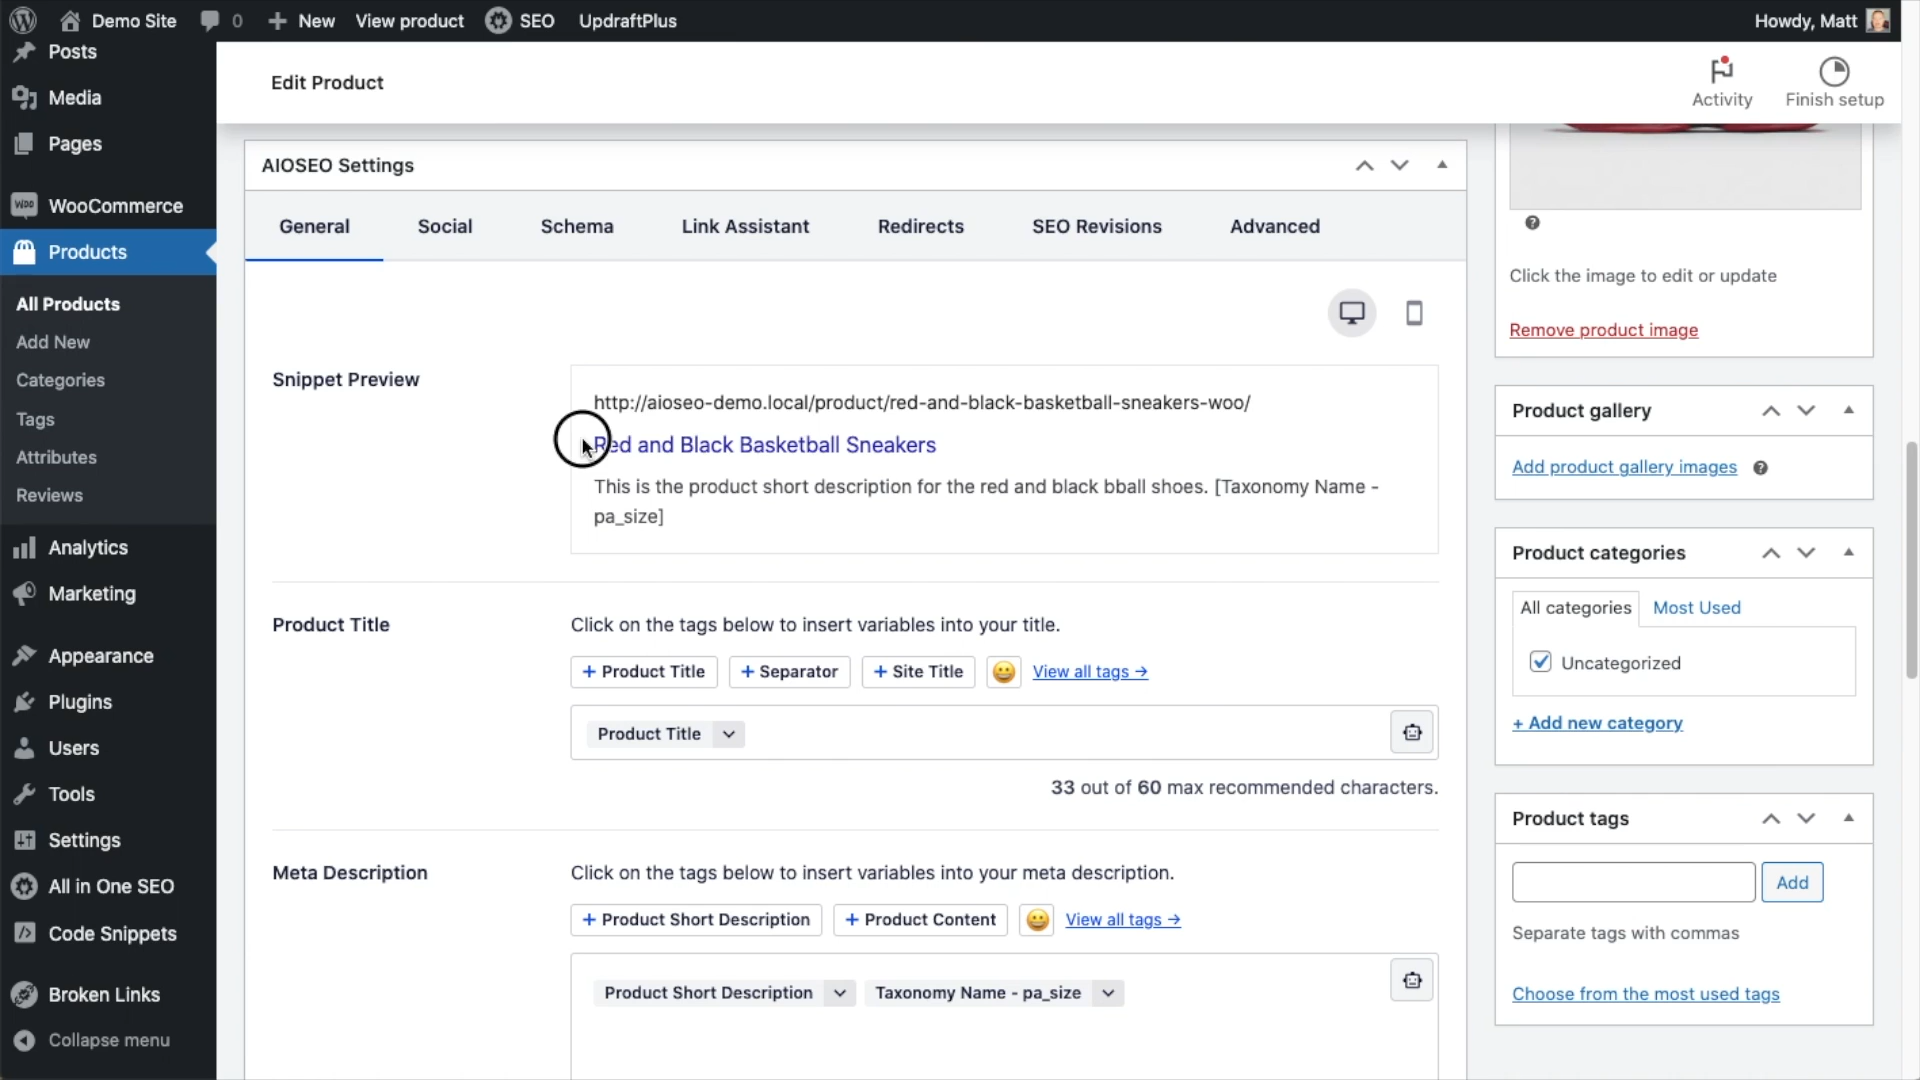 Demo Site
0
New
View product
SEO
UpdraftPlus
Howdy, Matt
Posts
Media
Pages
WOO
WooCommerce
Products
All Products
Add New
Categories
Tags
Attributes
Reviews
Analytics
Marketing
Appearance
Plugins
Users
Tools
Settings
All in One SEO
Code Snippets
Broken Links
Collapse menu
Edit Product
Activity
Finish setup
AIOSEO Settings
General
Social
Schema
Link Assistant
Redirects
SEO Revisions
Advanced
Snippet Preview
http://aioseo-demo.local/product/red-and-black-basketball-sneakers-woo/
Red and Black Basketball Sneakers
This is the product short description for the red and black bball shoes. [Taxonomy Name -
pa_size]
Product Title
Click on the tags below to insert variables into your title.
+ Product Title
+ Separator
+ Site Title
View all tags →
Product Title
33 out of 60 max recommended characters.
Meta Description
Click on the tags below to insert variables into your meta description.
+ Product Short Description
+ Product Content
View all tags →
Product Short Description
Taxonomy Name - pa_size
?
Click the image to edit or update
Remove product image
Product gallery
Add product gallery images
?
Product categories
All categories
Most Used
Uncategorized
+ Add new category
Product tags
Add
Separate tags with commas
Choose from the most used tags